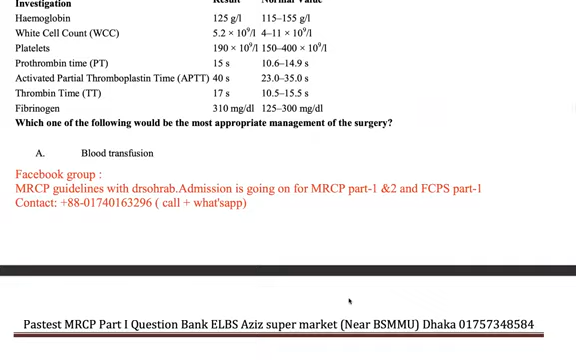 Investigation Result Normal Value
Haemoglobin 125 g/l 115–155 g/l
White Cell Count (WCC) 5.2 × 10⁹/l 4–11 × 10⁹/l
Platelets 190 × 10⁹/l 150–400 × 10⁹/l
Prothrombin time (PT) 15 s 10.6–14.9 s
Activated Partial Thromboplastin Time (APTT) 40 s 23.0–35.0 s
Thrombin Time (TT) 17 s 10.5–15.5 s
Fibrinogen 310 mg/dl 125–300 mg/dl
Which one of the following would be the most appropriate management of the surgery?
A. Blood transfusion
Facebook group :
MRCP guidelines with drsohrab.Admission is going on for MRCP part-1 &2 and FCPS part-1
Contact: +88-01740163296 ( call + what'sapp)
Pastest MRCP Part I Question Bank ELBS Aziz super market (Near BSMMU) Dhaka 01757348584